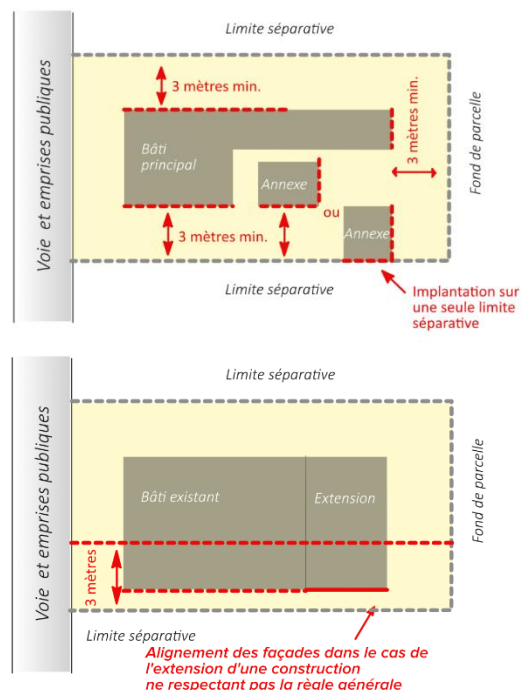 Limite séparative
Voie et emprises publiques
3 mètres min.
Bâti
principal
Annexe
ou
3 mètres min.
Fond de parcelle
3 mètres min.
Annexe
Limite séparative
Implantation sur
une seule limite
séparative
Limite séparative
Voie et emprises publiques
Bâti existant
Extension
Fond de parcelle
3 mètres
Limite séparative
Alignement des façades dans le cas de
l'extension d'une construction
ne respectant pas la règle générale